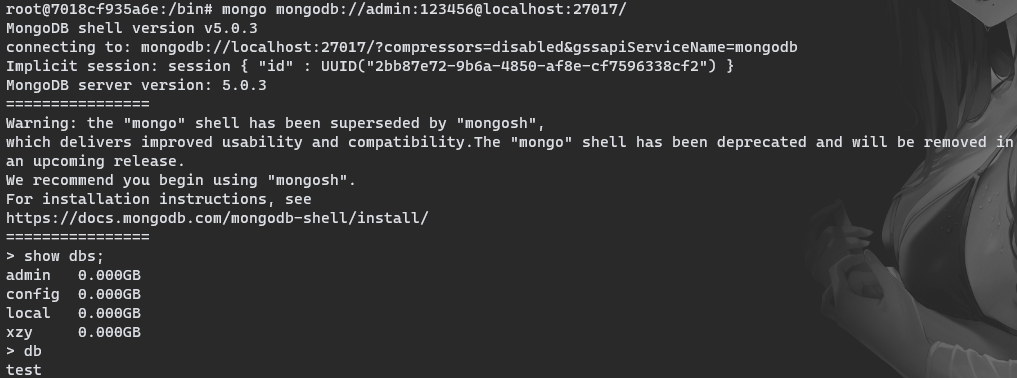 root@7018cf935a6e:/bin# mongo mongodb://admin:123456@localhost:27017/
MongoDB shell version v5.0.3
connecting to: mongodb://localhost:27017/?compressors=disabled&gssapiServiceName=mongodb
Implicit session: session { "id" : UUID("2bb87e72-9b6a-4850-af8e-cf7596338cf2") }
MongoDB server version: 5.0.3
================
Warning: the "mongo" shell has been superseded by "mongosh",
which delivers improved usability and compatibility.The "mongo" shell has been deprecated and will be removed in
an upcoming release.
We recommend you begin using "mongosh".
For installation instructions, see
https://docs.mongodb.com/mongodb-shell/install/
================
> show dbs;
admin   0.000GB
config  0.000GB
local   0.000GB
xzy     0.000GB
> db
test